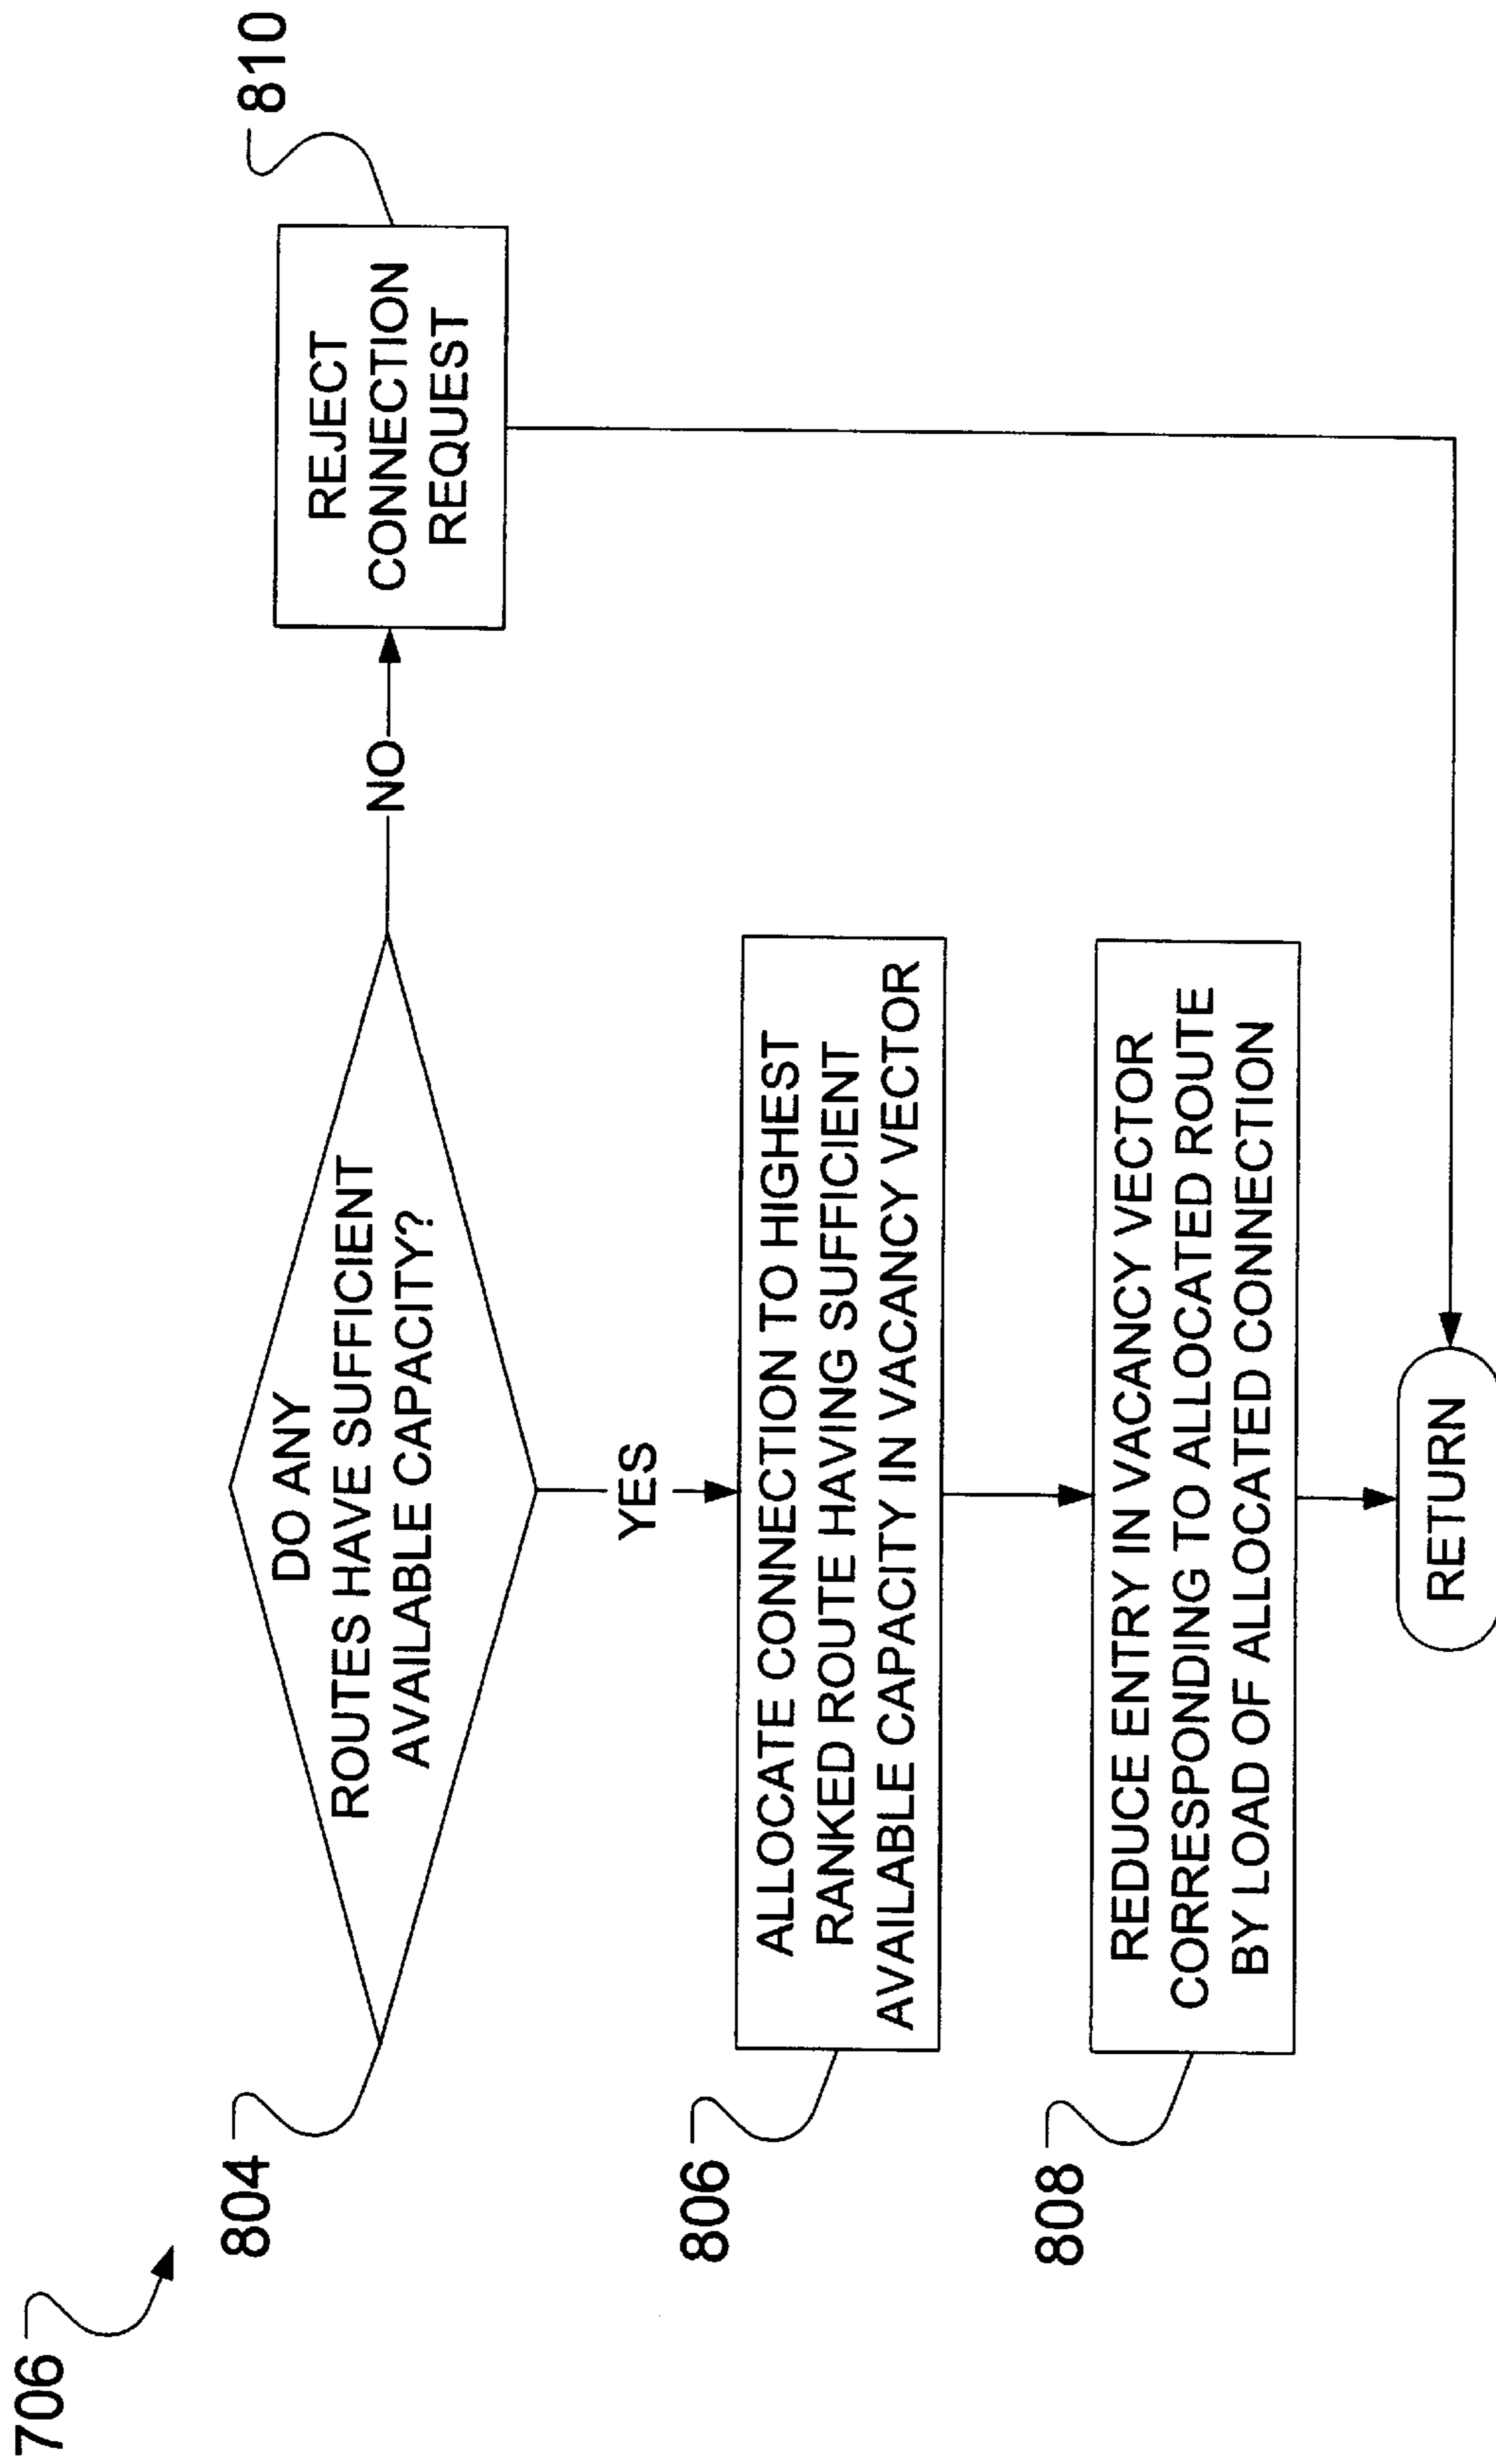 706
804
DO ANY
ROUTES HAVE SUFFICIENT
AVAILABLE CAPACITY?
NO
810
REJECT
CONNECTION
REQUEST
YES
806
ALLOCATE CONNECTION TO HIGHEST
RANKED ROUTE HAVING SUFFICIENT
AVAILABLE CAPACITY IN VACANCY VECTOR
808
REDUCE ENTRY IN VACANCY VECTOR
CORRESPONDING TO ALLOCATED ROUTE
BY LOAD OF ALLOCATED CONNECTION
RETURN